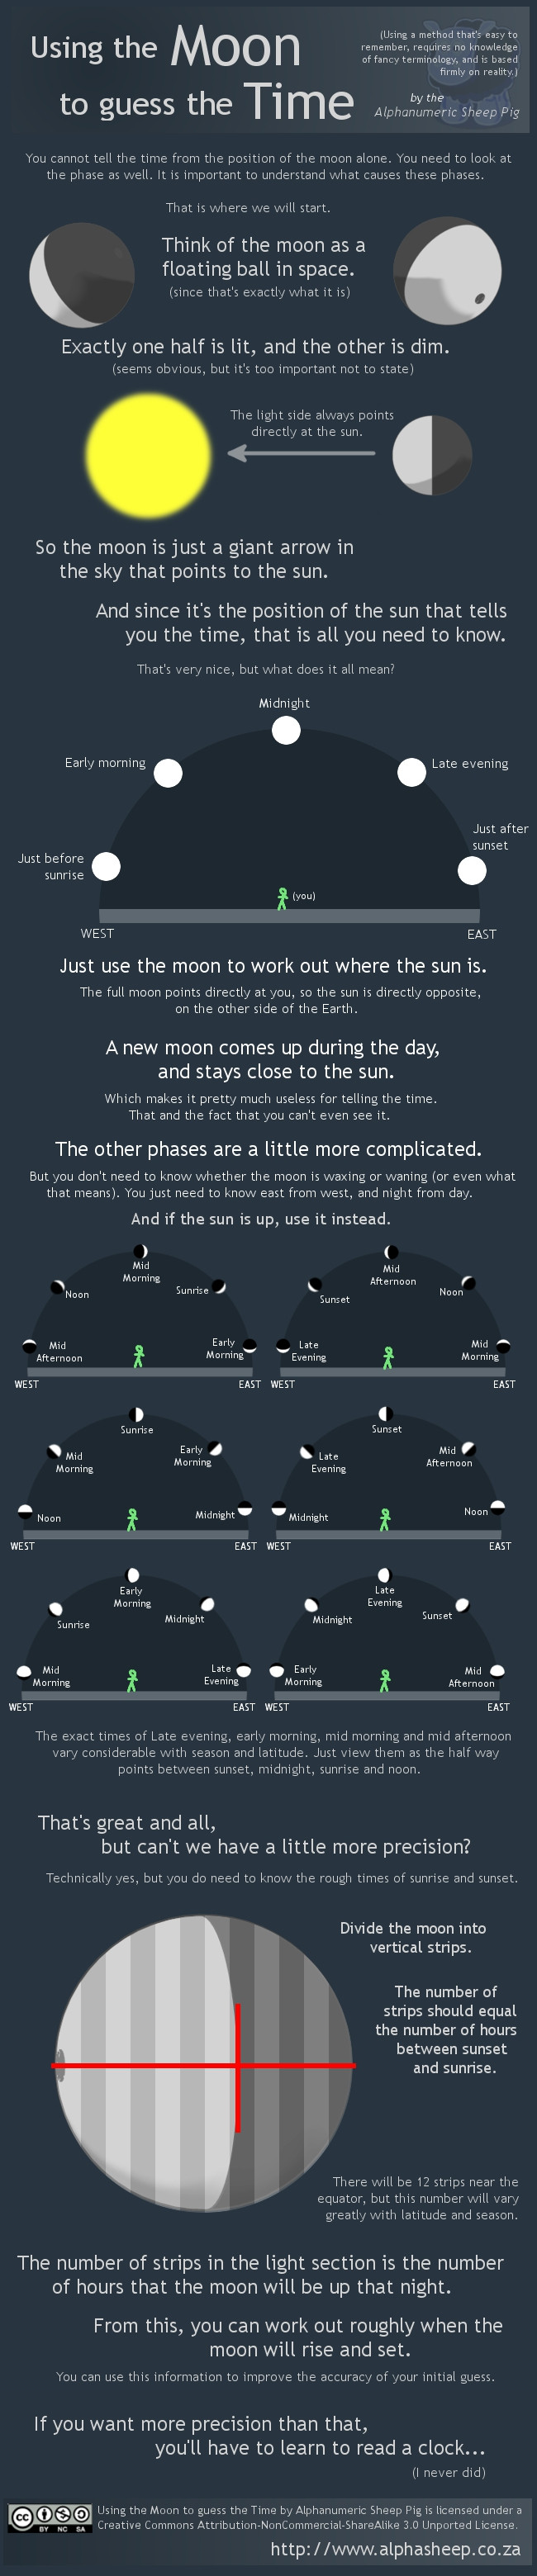 Using the Moon
to guess the Time
(Using a method that's easy to
remember, requires no knowledge
of fancy terminology, and is based
firmly on reality.)
by the
Alphanumeric Sheep Pig
You cannot tell the time from the position of the moon alone. You need to look at
the phase as well. It is important to understand what causes these phases.
That is where we will start.
Think of the moon as a
floating ball in space.
(since that's exactly what it is)
Exactly one half is lit, and the other is dim.
(seems obvious, but it's too important not to state)
The light side always points
directly at the sun.
So the moon is just a giant arrow in
the sky that points to the sun.
And since it's the position of the sun that tells
you the time, that is all you need to know.
That's very nice, but what does it all mean?
Midnight
Early morning
Late evening
Just before
sunrise
Just after
sunset
(you)
WEST
EAST
Just use the moon to work out where the sun is.
The full moon points directly at you, so the sun is directly opposite,
on the other side of the Earth.
A new moon comes up during the day,
and stays close to the sun.
Which makes it pretty much useless for telling the time.
That and the fact that you can't even see it.
The other phases are a little more complicated.
But you don't need to know whether the moon is waxing or waning (or even what
that means). You just need to know east from west, and night from day.
And if the sun is up, use it instead.
Mid
Morning
Noon
Sunrise
Mid
Afternoon
Early
Morning
WEST
EAST
Mid
Afternoon
Sunset
Noon
Late
Evening
Mid
Morning
WEST
EAST
Sunrise
Mid
Morning
Early
Morning
Noon
Midnight
WEST
EAST
Sunset
Late
Evening
Mid
Afternoon
Midnight
Noon
WEST
EAST
Early
Morning
Sunrise
Midnight
Mid
Morning
Late
Evening
WEST
EAST
Late
Evening
Midnight
Sunset
Early
Morning
Mid
Afternoon
WEST
EAST
The exact times of Late evening, early morning, mid morning and mid afternoon
vary considerable with season and latitude. Just view them as the half way
points between sunset, midnight, sunrise and noon.
That's great and all,
but can't we have a little more precision?
Technically yes, but you do need to know the rough times of sunrise and sunset.
Divide the moon into
vertical strips.
The number of
strips should equal
the number of hours
between sunset
and sunrise.
There will be 12 strips near the
equator, but this number will vary
greatly with latitude and season.
The number of strips in the light section is the number
of hours that the moon will be up that night.
From this, you can work out roughly when the
moon will rise and set.
You can use this information to improve the accuracy of your initial guess.
If you want more precision than that,
you'll have to learn to read a clock...
(I never did)
cc
BY NC SA
Using the Moon to guess the Time by Alphanumeric Sheep Pig is licensed under a
Creative Commons Attribution-NonCommercial-ShareAlike 3.0 Unported License.
http://www.alphasheep.co.za